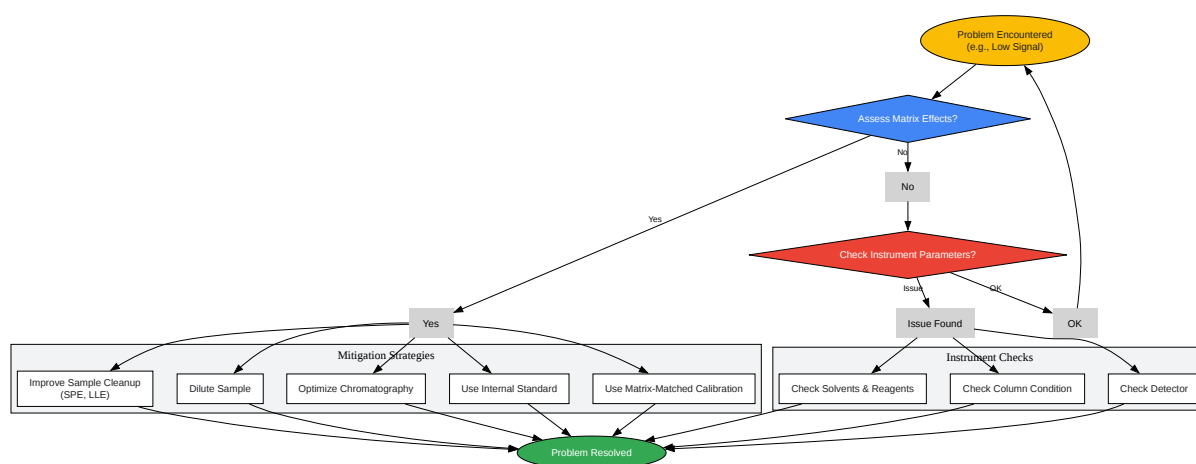 Problem Encountered
(e.g., Low Signal)
Assess Matrix Effects?
No
No
Yes
Check Instrument Parameters?
Issue
OK
Yes
Issue Found
OK
Mitigation Strategies
Instrument Checks
Improve Sample Cleanup
(SPE, LLE)
Dilute Sample
Optimize Chromatography
Use Internal Standard
Use Matrix-Matched Calibration
Check Solvents & Reagents
Check Column Condition
Check Detector
Problem Resolved